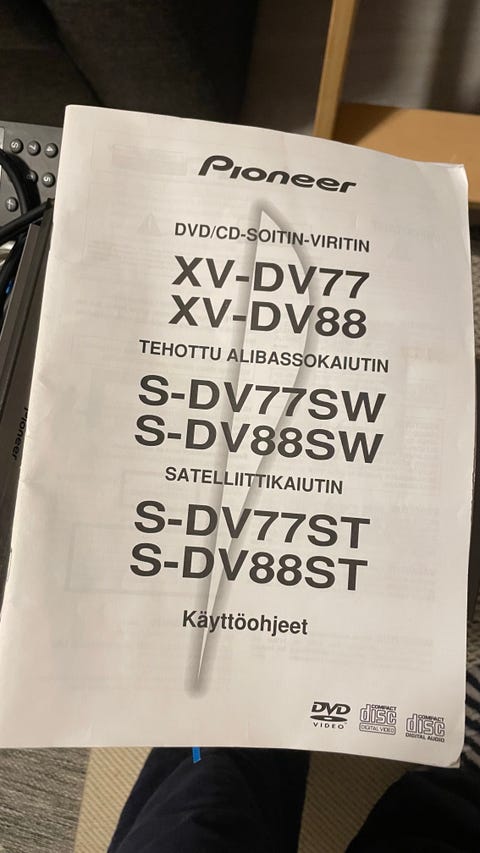 Pioneer
DVD/CD-SOITIN-VIRITIN
XV-DV77
XV-DV88
TEHOTTU ALIBASSOKAIUTIN
S-DV77SW
S-DV88SW
SATELLIITTIKAIUTIN
S-DV77ST
S-DV88ST
Käyttöohjeet
DVD
VIDEO
COMPACT
disc
DIGITAL VIDEO
COMPACT
disc
DIGITAL AUDIO
Pioneer